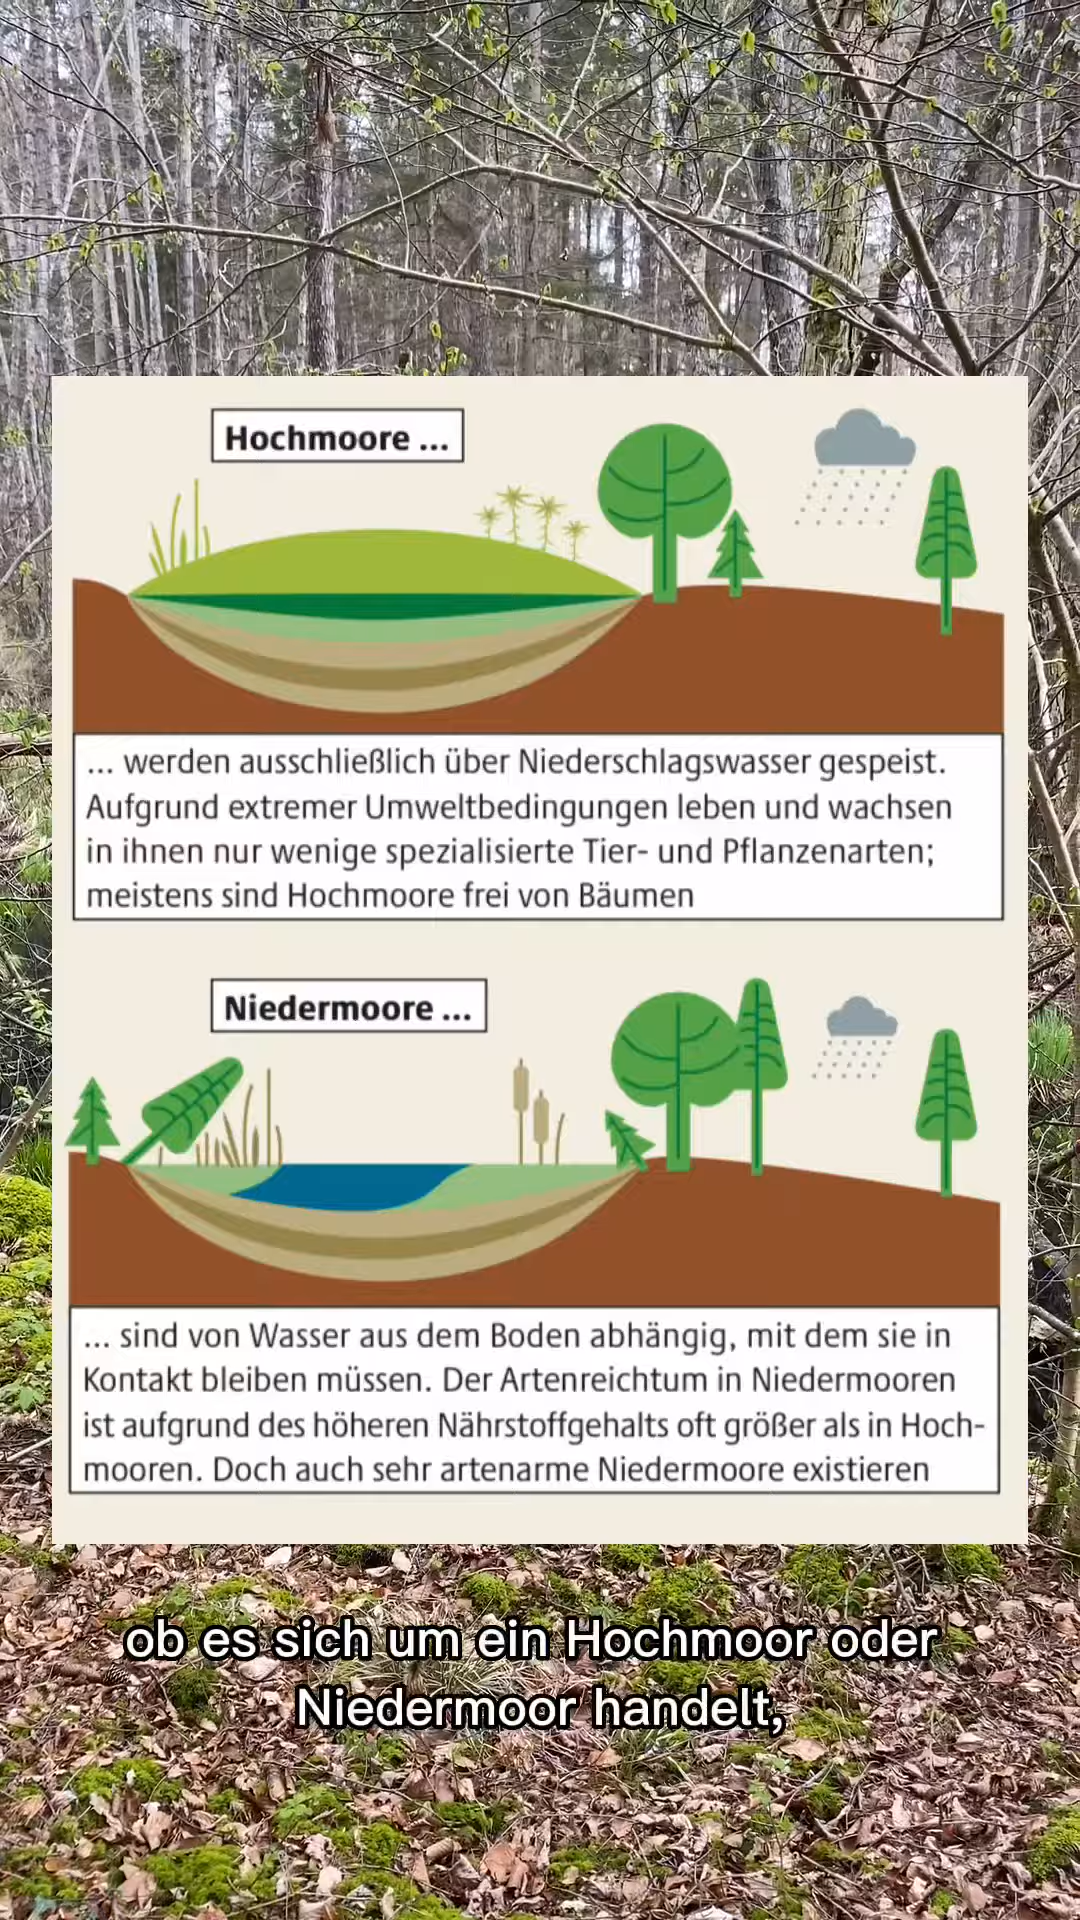 Hochmoore ...
... werden ausschließlich über Niederschlagswasser gespeist.
Aufgrund extremer Umweltbedingungen leben und wachsen
in ihnen nur wenige spezialisierte Tier- und Pflanzenarten;
meistens sind Hochmoore frei von Bäumen
Niedermoore ...
... sind von Wasser aus dem Boden abhängig, mit dem sie in
Kontakt bleiben müssen. Der Artenreichtum in Niedermooren
ist aufgrund des höheren Nährstoffgehalts oft größer als in Hoch-
mooren. Doch auch sehr artenarme Niedermoore existieren
ob es sich um ein Hochmoor oder
Niedermoor handelt,